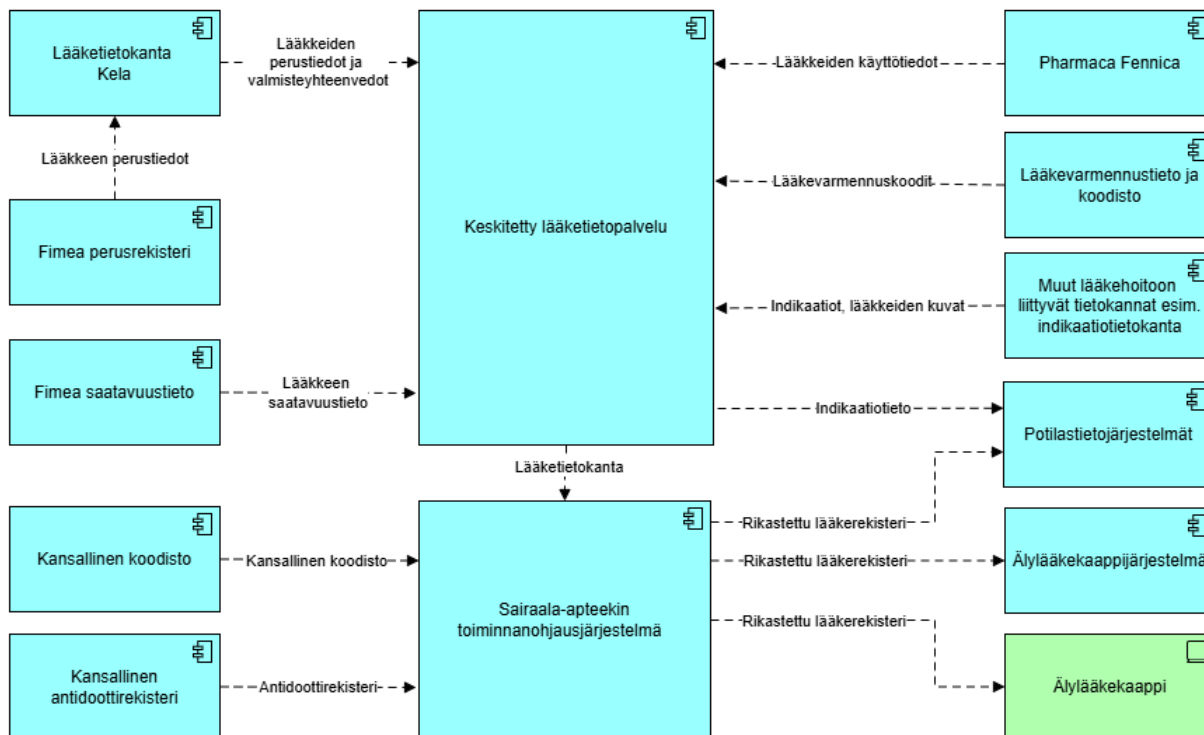 Lääketietokanta
Kela
Lääkkeiden
perustiedot ja
valmisteyhteenvedot
Lääkkeiden käyttötiedot
Pharmaca Fennica
Lääkkeen perustiedot
Lääkevarmennuskoodit
Lääkevarmennustieto ja
koodisto
Fimea perusrekisteri
Keskitetty lääketietopalvelu
Indikaatiot, lääkkeiden kuvat
Muut lääkehoitoon
liittyvät tietokannat esim.
indikaatiotietokanta
Fimea saatavuustieto
Lääkkeen
saatavuustieto
Indikaatiotieto
Potilastietojärjestelmät
Lääketietokanta
Rikastettu lääkerekisteri
Kansallinen koodisto
Kansallinen koodisto
Rikastettu lääkerekisteri
Älylääkekaappijärjestelmä
Sairaala-apteekin
toiminnanohjausjärjestelmä
Rikastettu lääkerekisteri
Kansallinen
antidoottirekisteri
Antidoottirekisteri
Älylääkekaappi